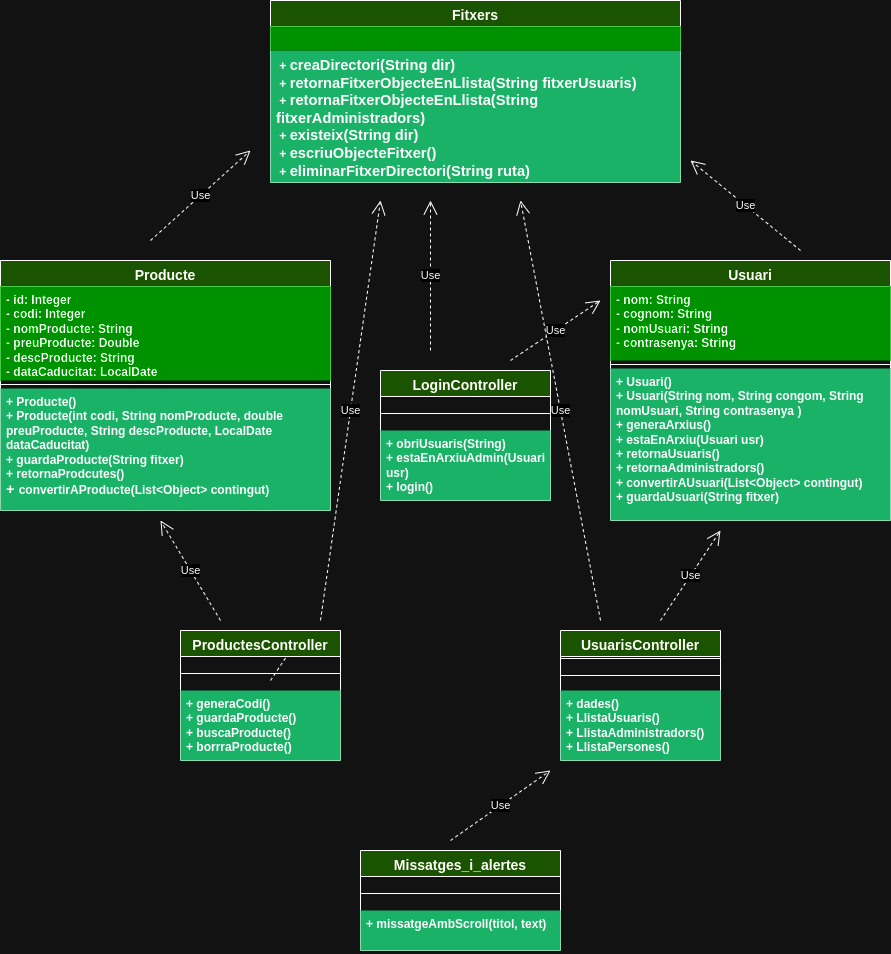 Fitxers
+ creaDirectori(String dir)
+ retornaFitxerObjecteEnLlista(String fitxerUsuaris)
+ retornaFitxerObjecteEnLlista(String
fitxerAdministradors)
+ existeix(String dir)
+ escriuObjecteFitxer()
+ eliminarFitxerDirectori(String ruta)
Use
Use
Use
Use
Use
Use
Producte
- id: Integer
- codi: Integer
- nomProducte: String
- preuProducte: Double
- descProducte: String
- dataCaducitat: LocalDate
+ Producte()
+ Producte(int codi, String nomProducte, double
preuProducte, String descProducte, LocalDate
dataCaducitat)
+ guardaProducte(String fitxer)
+ retornaProdcutes()
+ convertirAProducte(List<Object> contingut)
LoginController
+ obriUsuaris(String)
+ estaEnArxiuAdmin(Usuari
usr)
+ login()
Usuari
- nom: String
- cognom: String
- nomUsuari: String
- contrasenya: String
+ Usuari()
+ Usuari(String nom, String congom, String
nomUsuari, String contrasenya )
+ generaArxius()
+ estaEnArxiu(Usuari usr)
+ retornaUsuaris()
+ retornaAdministradors()
+ convertirAUsuari(List<Object> contingut)
+ guardaUsuari(String fitxer)
Use
Use
ProductesController
+ generaCodi()
+ guardaProducte()
+ buscaProducte()
+ borrraProducte()
UsuarisController
+ dades()
+ LlistaUsuaris()
+ LlistaAdministradors()
+ LlistaPersones()
Use
Missatges_i_alertes
+ missatgeAmbScroll(titol, text)